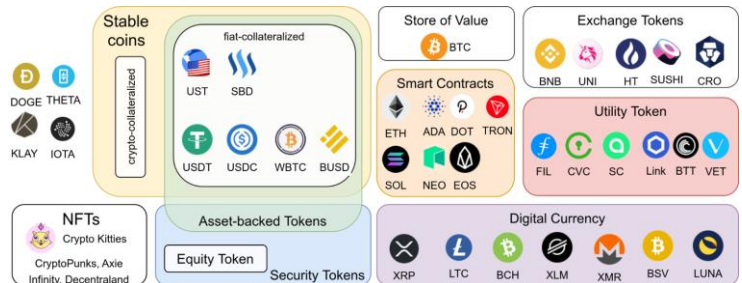 Stable
coins
crypto-collateralized
fiat-collateralized
UST SBD
USDT USDC WBTC BUSD
DOGE THETA
KLAY IOTA
Store of Value
BTC
Exchange Tokens
BNB UNI HT SUSHI CRO
Smart Contracts
ETH ADA DOT TRON
SOL NEO EOS
Utility Token
FIL CVC SC Link BTT VET
NFTs
Crypto Kitties
CryptoPunks, Axie
Infinity, Decentraland
Asset-backed Tokens
Equity Token
Security Tokens
Digital Currency
XRP LTC BCH XLM XMR BSV LUNA